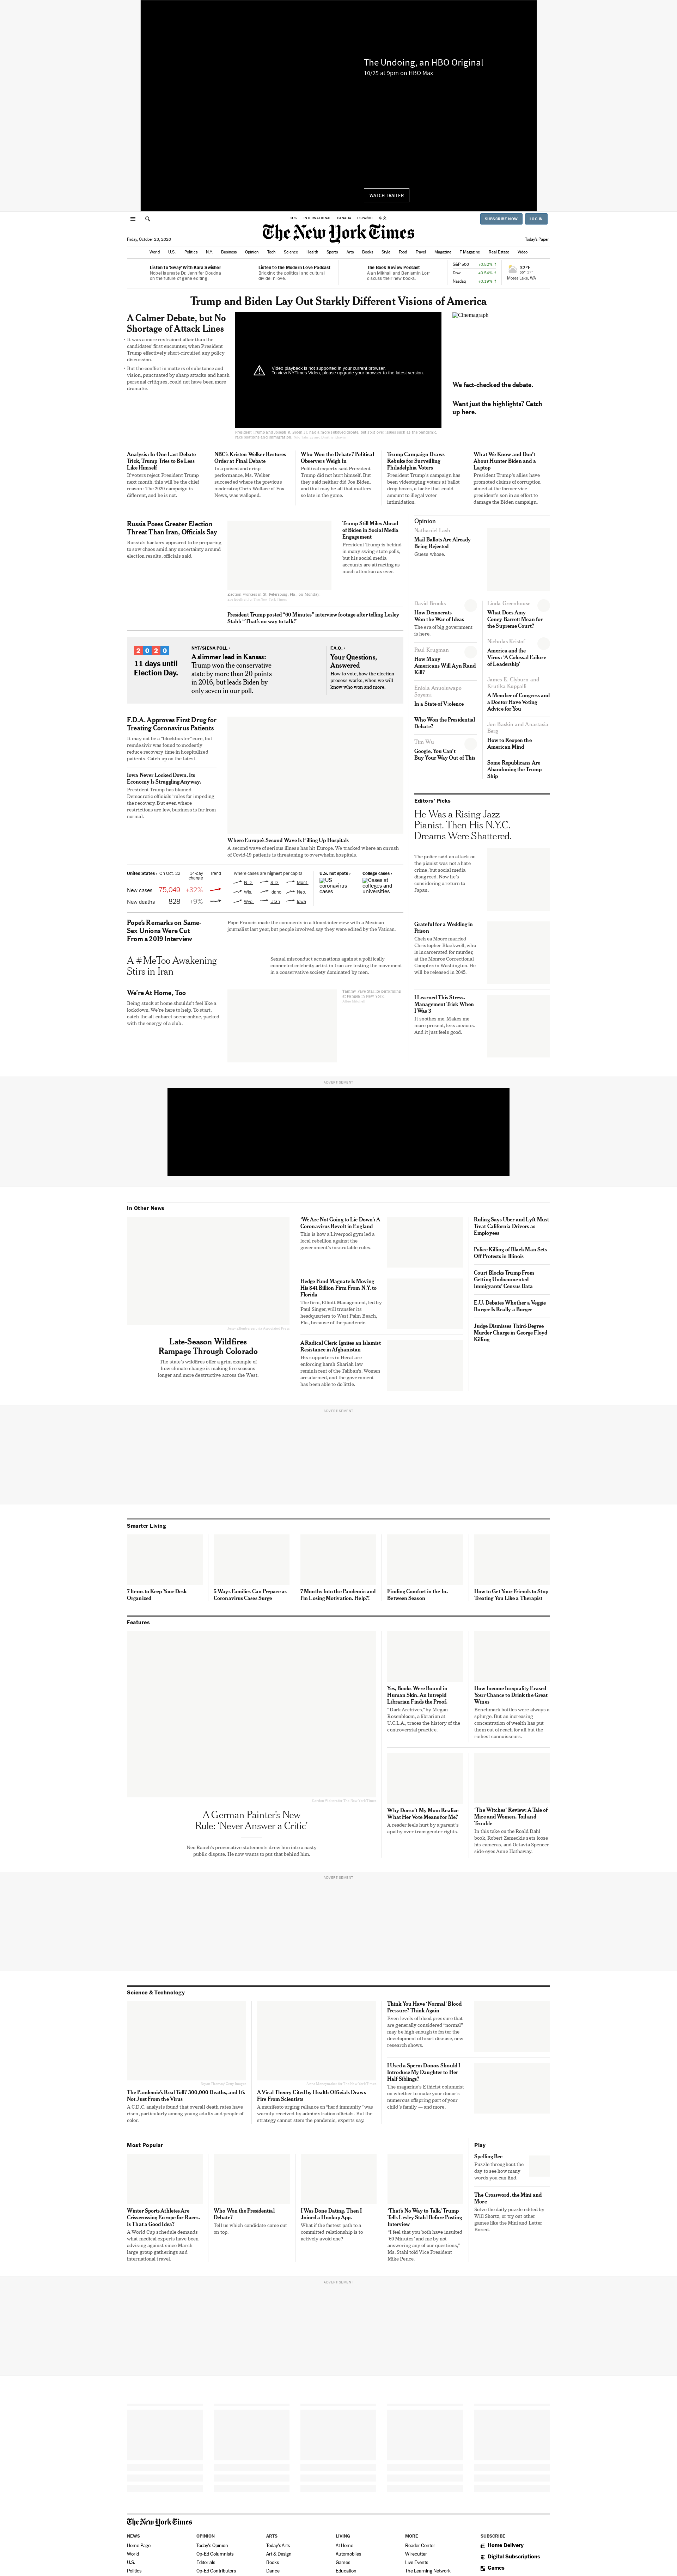 The Undoing, an HBO Original
10/25 at 9pm on HBO Max
WATCH TRAILER
U.S.
INTERNATIONAL
CANADA
ESPAÑOL
中文
SUBSCRIBE NOW
LOG IN
The New York Times
Friday, October 23, 2020
Today's Paper
World
U.S.
Politics
N.Y.
Business
Opinion
Tech
Science
Health
Sports
Arts
Books
Style
Food
Travel
Magazine
T Magazine
Real Estate
Video
Listen to 'Sway' With Kara Swisher
Nobel laureate Dr. Jennifer Doudna
on the future of gene editing.
Listen to the Modern Love Podcast
Bridging the political and cultural
divide in love.
The Book Review Podcast
Ayad Akhtar and Benjamin Lorr
discuss their new books.
S&P 500
Dow
Nasdaq
32°F
Moses Lake, WA
Trump and Biden Lay Out Starkly Different Visions of America
A Calmer Debate, but No
Shortage of Attack Lines
It was a more restrained affair than the
candidates' first encounter, when President
Trump effectively short-circuited any policy
discussion.
But the conflict in matters of substance and
vision, punctuated by sharp attacks and harsh
personal critiques, could not have been more
dramatic.
Video playback is not supported in your current browser.
To view NYTimes Video, please upgrade your browser to the latest version.
Cinemagraph
We fact-checked the debate.
Want just the highlights? Catch
up here.
Analysis: In One Last Debate
Trick, Trump Tries to Be Less
Like Himself
If voters reject President Trump
next month, this will be the chief
reason: The 2020 campaign is
different, and he is not.
NBC's Kristen Welker Restores
Order at Final Debate
In a poised and crisp
performance, Ms. Welker
succeeded where the previous
moderator, Chris Wallace of Fox
News, was walloped.
Who Won the Debate? Political
Observers Weigh In
Political experts said President
Trump did not hurt himself. But
they said neither did Joe Biden,
and that may be all that matters
so late in the game.
Trump Campaign Draws
Rebuke for Surveilling
Philadelphia Voters
President Trump's campaign has
been videotaping voters at ballot
drop boxes, a tactic that could
amount to illegal voter
intimidation.
What We Know and Don't
About Hunter Biden and a
Laptop
President Trump's allies have
promoted claims of corruption
aimed at the former vice
president's son in an effort to
damage the Biden campaign.
Russia Poses Greater Election
Threat Than Iran, Officials Say
Russia's hackers appeared to be preparing
to sow chaos amid any uncertainty around
election results, officials said.
Election workers in St. Petersburg, Fla., on Monday.
Trump Still Miles Ahead
of Biden in Social Media
Engagement
President Trump is behind
in many swing-state polls,
but his social media
accounts are attracting as
much attention as ever.
President Trump posted "60 Minutes" interview footage after telling Lesley
Stahl: "That's no way to talk."
2020
11 days until
Election Day.
NYT/SIENA POLL ›
A slimmer lead in Kansas:
Trump won the conservative
state by more than 20 points
in 2016, but leads Biden by
only seven in our poll.
F.A.Q. ›
Your Questions,
Answered
How to vote, how the election
process works, when we will
know who won and more.
F.D.A. Approves First Drug for
Treating Coronavirus Patients
It may not be a "blockbuster" cure, but
remdesivir was found to modestly
reduce recovery time in hospitalized
patients. Catch up on the latest.
Iowa Never Locked Down. Its
Economy Is Struggling Anyway.
President Trump has blamed
Democratic officials' rules for impeding
the recovery. But even where
restrictions are few, business is far from
normal.
Where Europe's Second Wave Is Filling Up Hospitals
A second wave of serious illness has hit Europe. We tracked where an onrush
of Covid-19 patients is threatening to overwhelm hospitals.
United States › On Oct. 22
14-day
change
Trend
New cases
75,049
+32%
New deaths
828
+9%
Where cases are highest per capita
N.D.
S.D.
Mont.
Wis.
Idaho
Neb.
Wyo.
Utah
Iowa
U.S. hot spots ›
US
coronavirus
cases
College cases ›
Cases at
colleges and
universities
Pope's Remarks on Same-
Sex Unions Were Cut
From a 2019 Interview
Pope Francis made the comments in a filmed interview with a Mexican
journalist last year, but people involved say they were edited by the Vatican.
A #MeToo Awakening
Stirs in Iran
Sexual misconduct accusations against a politically
connected celebrity artist in Iran are testing the movement
in a conservative society dominated by men.
We're At Home, Too
Being stuck at home shouldn't feel like a
lockdown. We're here to help. To start,
catch the alt-cabaret scene online, packed
with the energy of a club.
Opinion
Nathaniel Lash
Mail Ballots Are Already
Being Rejected
Guess whose.
David Brooks
How Democrats
Won the War of Ideas
The era of big government
is here.
Paul Krugman
How Many
Americans Will Ayn Rand
Kill?
In a State of Violence
Who Won the Presidential
Debate?
Tim Wu
Google, You Can't
Buy Your Way Out of This
Linda Greenhouse
What Does Amy
Coney Barrett Mean for
the Supreme Court?
Nicholas Kristof
America and the
Virus: 'A Colossal Failure
of Leadership'
A Member of Congress and
a Doctor Have Voting
Advice for You
How to Reopen the
American Mind
Some Republicans Are
Abandoning the Trump
Ship
Editors' Picks
He Was a Rising Jazz
Pianist. Then His N.Y.C.
Dreams Were Shattered.
The police said an attack on
the pianist was not a hate
crime, but social media
disagreed. Now he's
considering a return to
Japan.
Grateful for a Wedding in
Prison
Chelsea Moore married
Christopher Blackwell, who
is incarcerated for murder,
at the Monroe Correctional
Complex in Washington. He
will be released in 2045.
I Learned This Stress-
Management Trick When
I Was 3
It soothes me. Makes me
more present, less anxious.
And it just feels good.
ADVERTISEMENT
In Other News
Late-Season Wildfires
Rampage Through Colorado
The state's wildfires offer a grim example of
how climate change is making fire seasons
longer and more destructive across the West.
'We Are Not Going to Lie Down': A
Coronavirus Revolt in England
This is how a Liverpool gym led a
local rebellion against the
government's inscrutable rules.
Hedge Fund Magnate Is Moving
His $41 Billion Firm From N.Y. to
Florida
The firm, Elliott Management, led by
Paul Singer, will transfer its
headquarters to West Palm Beach,
Fla., because of the pandemic.
A Radical Cleric Ignites an Islamist
Resistance in Afghanistan
His supporters in Herat are
enforcing harsh Shariah law
reminiscent of the Taliban's. Women
are alarmed, and the government
has been able to do little.
Ruling Says Uber and Lyft Must
Treat California Drivers as
Employees
Police Killing of Black Man Sets
Off Protests in Illinois
Court Blocks Trump From
Getting Undocumented
Immigrants' Census Data
E.U. Debates Whether a Veggie
Burger Is Really a Burger
Judge Dismisses Third-Degree
Murder Charge in George Floyd
Killing
ADVERTISEMENT
Smarter Living
7 Items to Keep Your Desk
Organized
5 Ways Families Can Prepare as
Coronavirus Cases Surge
7 Months Into the Pandemic and
I'm Losing Motivation. Help?!
Finding Comfort in the In-
Between Season
How to Get Your Friends to Stop
Treating You Like a Therapist
Features
A German Painter's New
Rule: 'Never Answer a Critic'
Neo Rauch's provocative statements drew him into a nasty
public dispute. He now wants to put that behind him.
Yes, Books Were Bound in
Human Skin. An Intrepid
Librarian Finds the Proof.
"Dark Archives," by Megan
Rosenbloom, a librarian at
U.C.L.A., traces the history of the
controversial practice.
How Income Inequality Erased
Your Chance to Drink the Great
Wines
Benchmark bottles were always a
splurge. But an increasing
concentration of wealth has put
them out of reach for all but the
richest connoisseurs.
Why Doesn't My Mom Realize
What Her Vote Means for Me?
A reader feels hurt by a parent's
apathy over transgender rights.
'The Witches' Review: A Tale of
Mice and Women, Toil and
Trouble
In this take on the Roald Dahl
book, Robert Zemeckis sets loose
his cameras, and Octavia Spencer
side-eyes Anne Hathaway.
ADVERTISEMENT
Science & Technology
The Pandemic's Real Toll? 300,000 Deaths, and It's
Not Just From the Virus
A C.D.C. analysis found that overall death rates have
risen, particularly among young adults and people of
color.
A Viral Theory Cited by Health Officials Draws
Fire From Scientists
A manifesto urging reliance on "herd immunity" was
warmly received by administration officials. But the
strategy cannot stem the pandemic, experts say.
Think You Have 'Normal' Blood
Pressure? Think Again
Even levels of blood pressure that
are generally considered "normal"
may be high enough to foster the
development of heart disease, new
research shows.
I Used a Sperm Donor. Should I
Introduce My Daughter to Her
Half Siblings?
The magazine's Ethicist columnist
on whether to make your donor's
numerous offspring part of your
child's family — and more.
Most Popular
Winter Sports Athletes Are
Crisscrossing Europe for Races.
Is That a Good Idea?
A World Cup schedule demands
what medical experts have been
advising against since March —
large group gatherings and
international travel.
Who Won the Presidential
Debate?
Tell us which candidate came out
on top.
I Was Done Dating. Then I
Joined a Hookup App.
What if the fastest path to a
committed relationship is to
actively avoid one?
'That's No Way to Talk,' Trump
Tells Lesley Stahl Before Posting
Interview
"I feel that you both have insulted
'60 Minutes' and me by not
answering any of our questions,"
Ms. Stahl told Vice President
Mike Pence.
Play
Spelling Bee
Puzzle throughout the
day to see how many
words you can find.
The Crossword, the Mini and
More
Solve the daily puzzle edited by
Will Shortz, or try out other
games like the Mini and Letter
Boxed.
ADVERTISEMENT
The New York Times
NEWS
Home Page
World
U.S.
Politics
OPINION
Today's Opinion
Op-Ed Columnists
Editorials
Op-Ed Contributors
ARTS
Today's Arts
Art & Design
Books
Dance
LIVING
At Home
Automobiles
Games
Education
MORE
Reader Center
Wirecutter
Live Events
The Learning Network
SUBSCRIBE
Home Delivery
Digital Subscriptions
Games